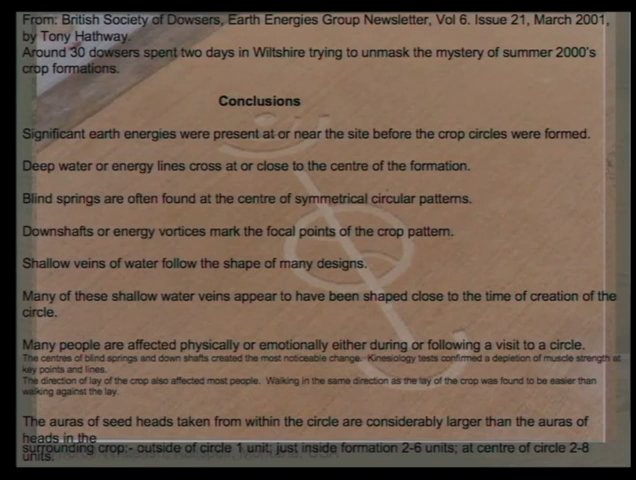 From: British Society of Dowsers, Earth Energies Group Newsletter, Vol 6. Issue 21, March 2001,
by Tony Hathway.
Around 30 dowsers spent two days in Wiltshire trying to unmask the mystery of summer 2000's
crop formations.
Conclusions
Significant earth energies were present at or near the site before the crop circles were formed.
Deep water or energy lines cross at or close to the centre of the formation.
Blind springs are often found at the centre of symmetrical circular patterns.
Downshafts or energy vortices mark the focal points of the crop pattern.
Shallow veins of water follow the shape of many designs.
Many of these shallow water veins appear to have been shaped close to the time of creation of the
circle.
Many people are affected physically or emotionally either during or following a visit to a circle.
The centres of blind springs and down shafts created the most noticeable change. Kinesiology tests confirmed a depletion of muscle strength at
key points and lines.
The direction of lay of the crop also affected most people. Walking in the same direction as the lay of the crop was found to be easier than
walking against the lay.
The auras of seed heads taken from within the circle are considerably larger than the auras of
heads in the
surrounding crop:- outside of circle 1 unit; just inside formation 2-6 units; at centre of circle 2-8
units.